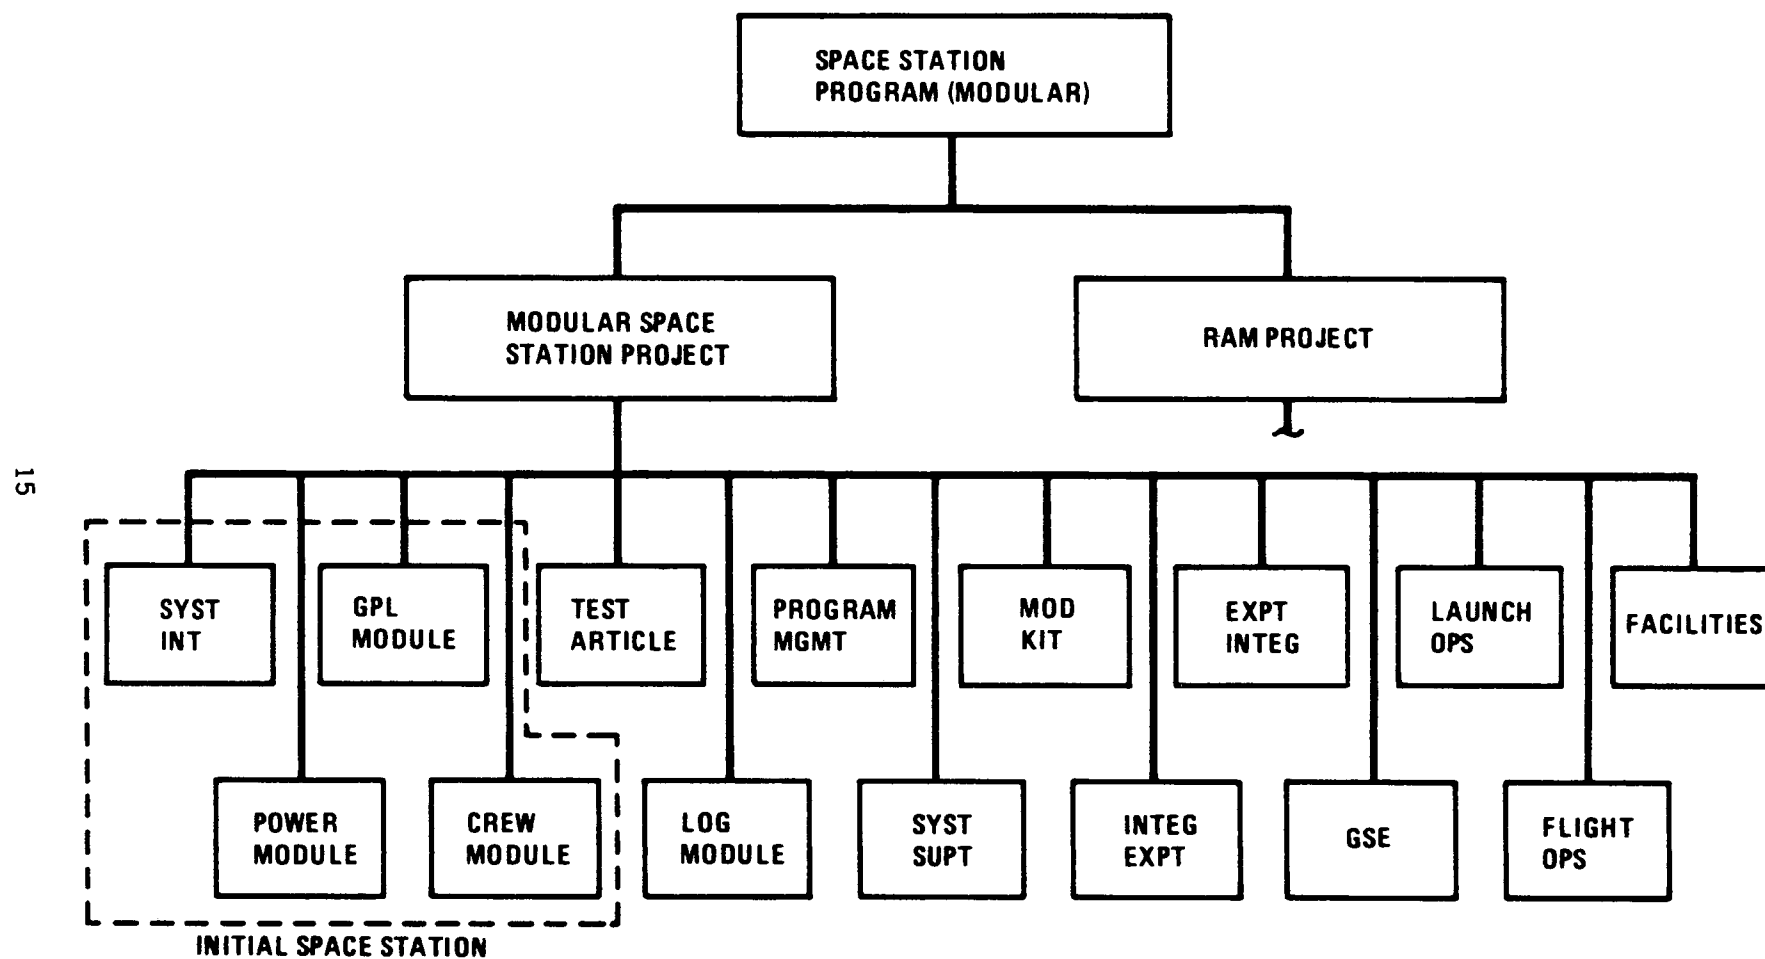 SPACE STATION
PROGRAM (MODULAR)
MODULAR SPACE
STATION PROJECT
RAM PROJECT
15
SYST
INT
GPL
MODULE
TEST
ARTICLE
PROGRAM
MGMT
MOD
KIT
EXPT
INTEG
LAUNCH
OPS
FACILITIES
POWER
MODULE
CREW
MODULE
LOG
MODULE
SYST
SUPT
INTEG
EXPT
GSE
FLIGHT
OPS
INITIAL SPACE STATION